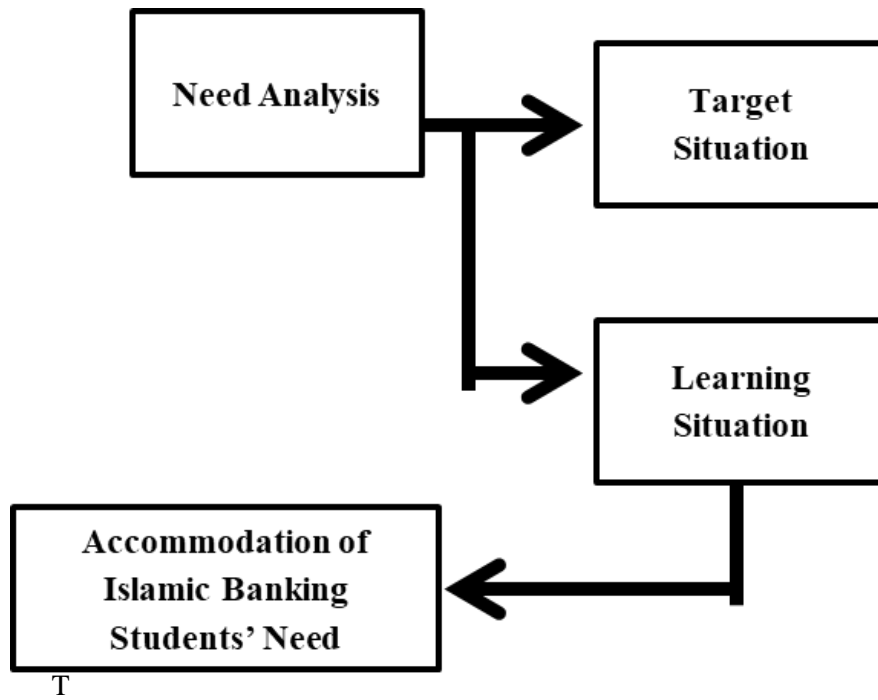 Need Analysis
Target
Situation
Learning
Situation
Accommodation of
Islamic Banking
Students’ Need
T